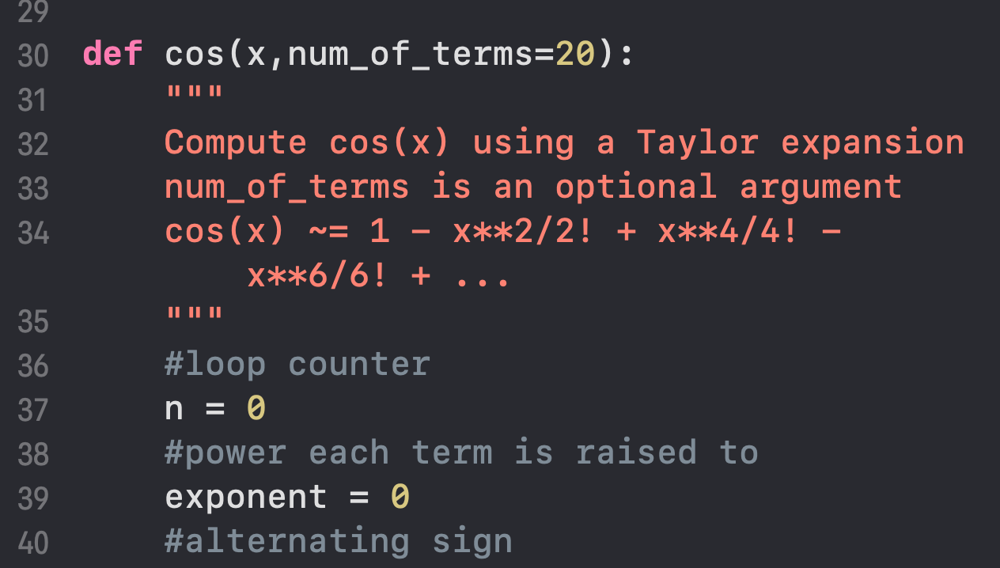 29
30 def cos(x,num_of_terms=20):
31     """
32     Compute cos(x) using a Taylor expansion
33     num_of_terms is an optional argument
34     cos(x) ~= 1 - x**2/2! + x**4/4! -
            x**6/6! + ...
35     """
36     #loop counter
37     n = 0
38     #power each term is raised to
39     exponent = 0
40     #alternating sign